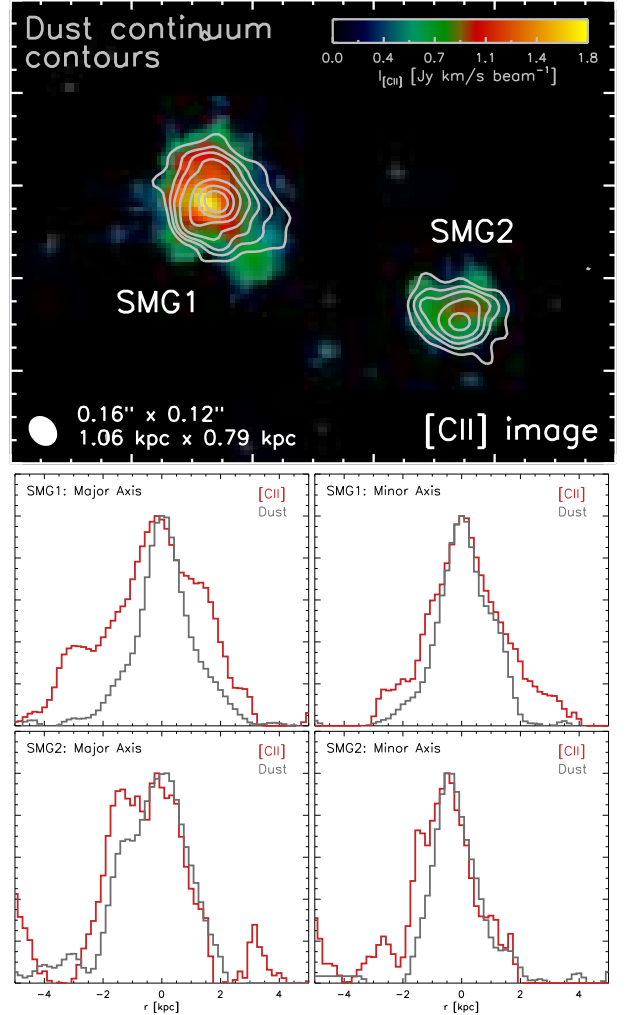 Dust continuum
contours
0.0 0.4 0.7 1.1 1.4 1.8
I[CII] [Jy km/s beam⁻¹]
SMG2
SMG1
0.16" x 0.12"
1.06 kpc x 0.79 kpc
[CII] image
SMG1: Major Axis
[CII]
Dust
SMG1: Minor Axis
[CII]
Dust
SMG2: Major Axis
[CII]
Dust
SMG2: Minor Axis
[CII]
Dust
−4 −2 0 2 4
r [kpc]
−4 −2 0 2 4
r [kpc]